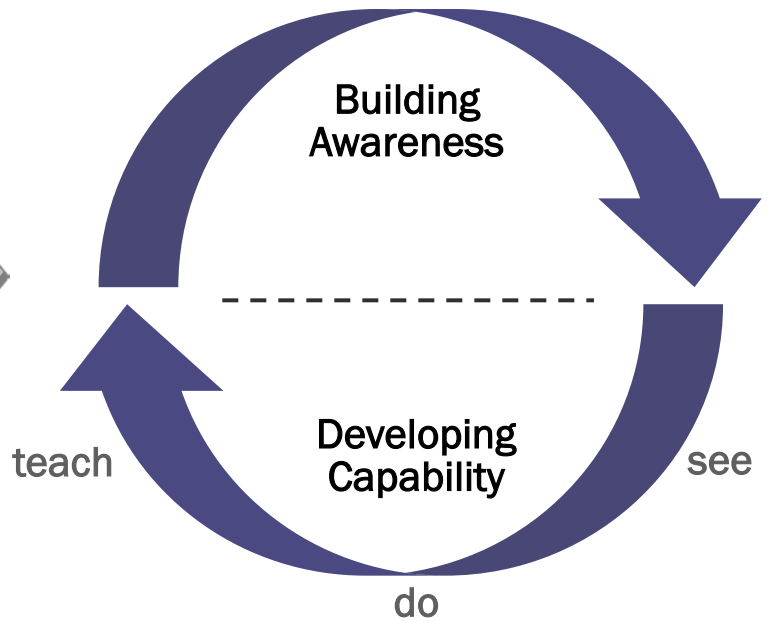 Building
Awareness
Developing
Capability
teach
see
do